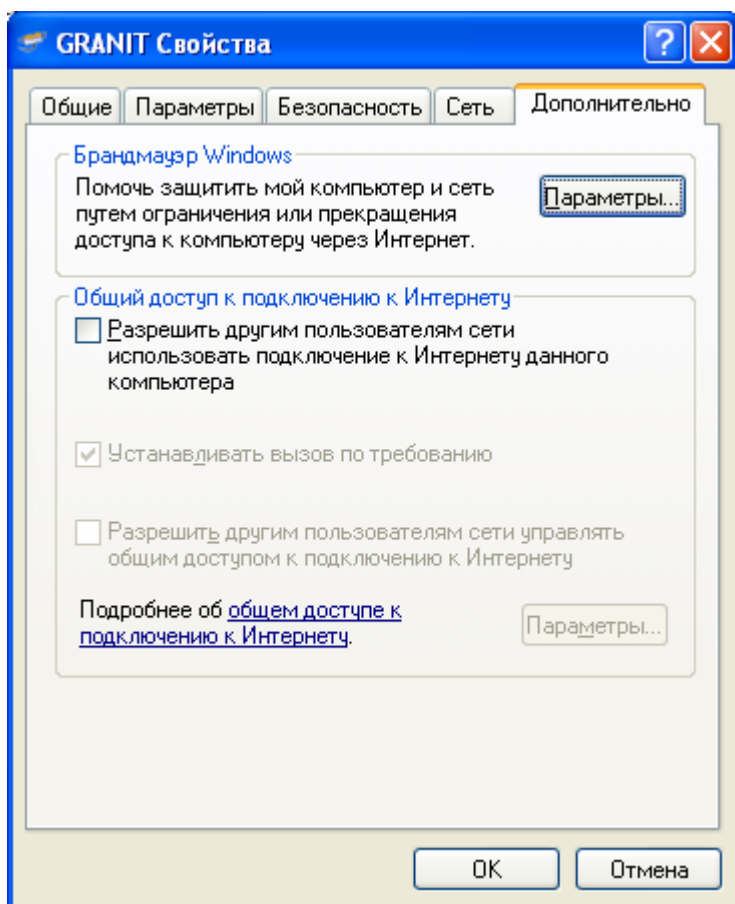 GRANIT Свойства
Общие Параметры Безопасность Сеть Дополнительно
Брандмауэр Windows
Помочь защитить мой компьютер и сеть
путем ограничения или прекращения
доступа к компьютеру через Интернет.
Параметры...
Общий доступ к подключению к Интернету
Разрешить другим пользователям сети
использовать подключение к Интернету данного
компьютера
Устанавливать вызов по требованию
Разрешить другим пользователям сети управлять
общим доступом к подключению к Интернету
Подробнее об общем доступе к
подключению к Интернету.
Параметры...
ОК Отмена